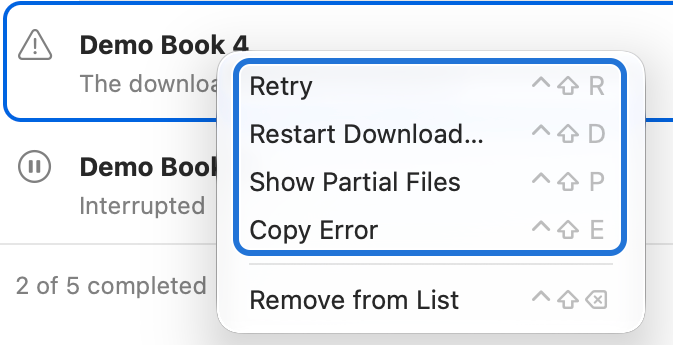 Demo Book 4
The downloa
Retry ⌃⇧R
Restart Download... ⌃⇧D
Show Partial Files ⌃⇧P
Copy Error ⌃⇧E
Demo Book
Interrupted
2 of 5 completed
Remove from List ⌃⇧⌫